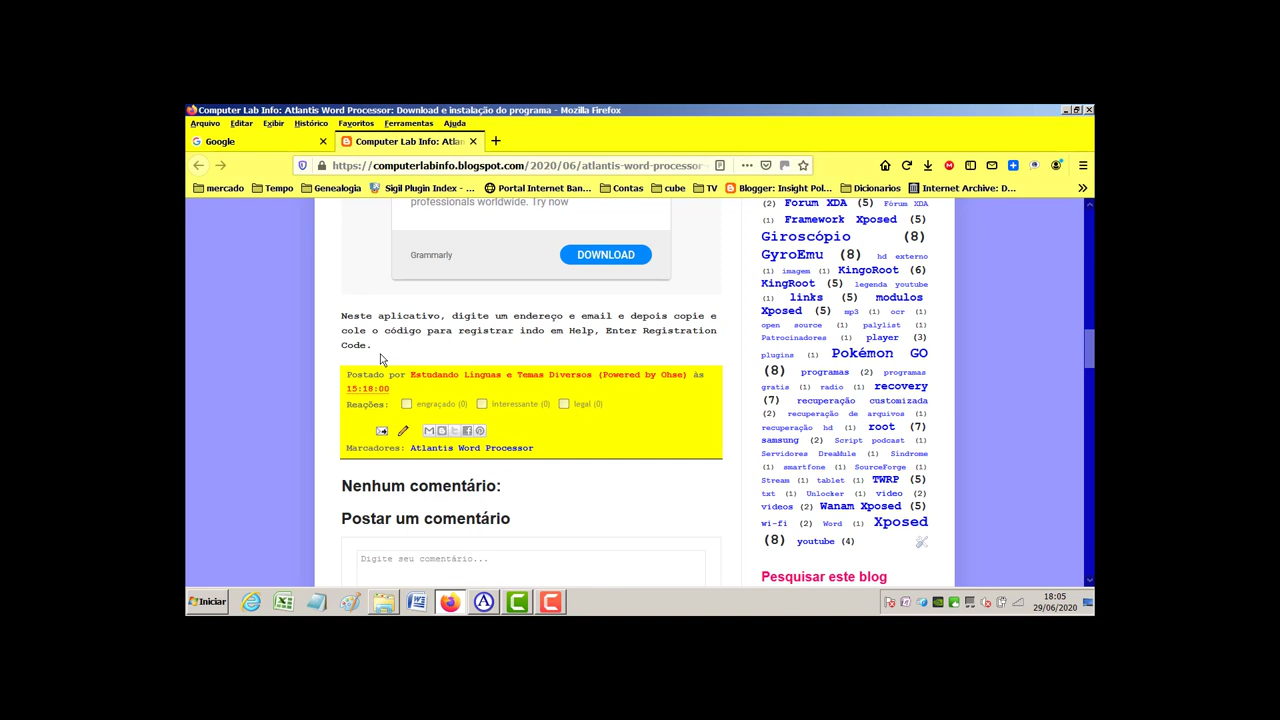 Computer Lab Info: Atlantis Word Processor: Download e instalação do programa - Mozilla Firefox
Arquivo Editar Exibir Histórico Favoritos Ferramentas Ajuda
Google
Computer Lab Info: Atlan
https://computerlabinfo.blogspot.com/2020/06/atlantis-word-processor-
mercado Tempo Genealogia Sigil Plugin Index - ... Portal Internet Ban... Contas cube TV Blogger: Insight Pol... Dicionarios Internet Archive: D...
professionals worldwide. Try now
Grammarly
DOWNLOAD
Neste aplicativo, digite um endereço e email e depois copie e
cole o código para registrar indo em Help, Enter Registration
Code.
Postado por Estudando Línguas e Temas Diversos (Powered by Ohse) às
15:18:00
Reações: engraçado (0) interessante (0) legal (0)
Marcadores: Atlantis Word Processor
Nenhum comentário:
Postar um comentário
Digite seu comentário...
(2) Forum XDA (5) Fórum XDA
(1) Framework Xposed (5)
Giroscópio (8)
GyroEmu (8) hd externo
(1) imagem (1) KingoRoot (6)
KingRoot (5) legenda youtube
(1) links (5) modulos
Xposed (5) mp3 (1) ocr (1)
open source (1) palylist (1)
Patrocinadores (1) player (3)
plugins (1) Pokémon GO
(8) programas (2) programas
gratis (1) radio (1) recovery
(7) recuperação customizada
(2) recuperação de arquivos (1)
recuperação hd (1) root (7)
samsung (2) Script podcast (1)
Servidores DreaMule (1) Sindrome
(1) smartfone (1) SourceForge (1)
Stream (1) tablet (1) TWRP (5)
txt (1) Unlocker (1) video (2)
videos (2) Wanam Xposed (5)
wi-fi (2) Word (1) Xposed
(8) youtube (4)
Pesquisar este blog
Iniciar
18:05
29/06/2020